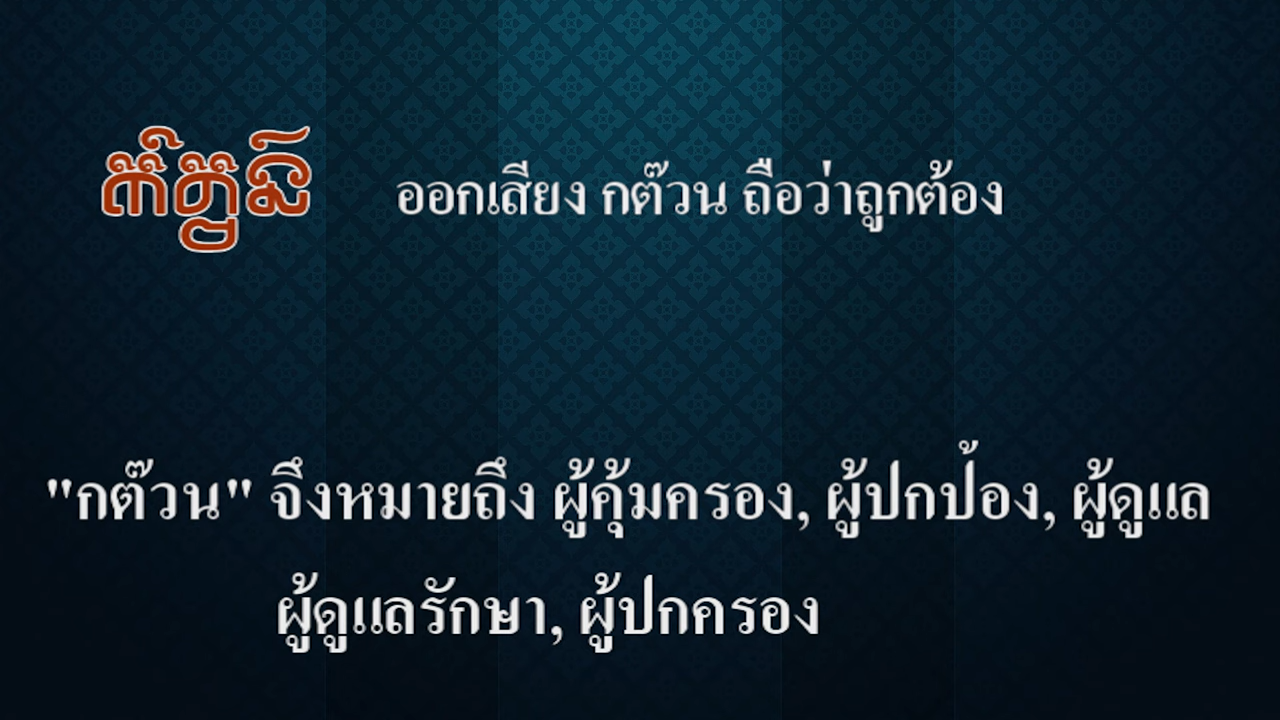 ออกเสียง กต๊วน ถือว่าถูกต้อง
"กต๊วน" จึงหมายถึง ผู้คุ้มครอง, ผู้ปกป้อง, ผู้ดูแล
ผู้ดูแลรักษา, ผู้ปกครอง